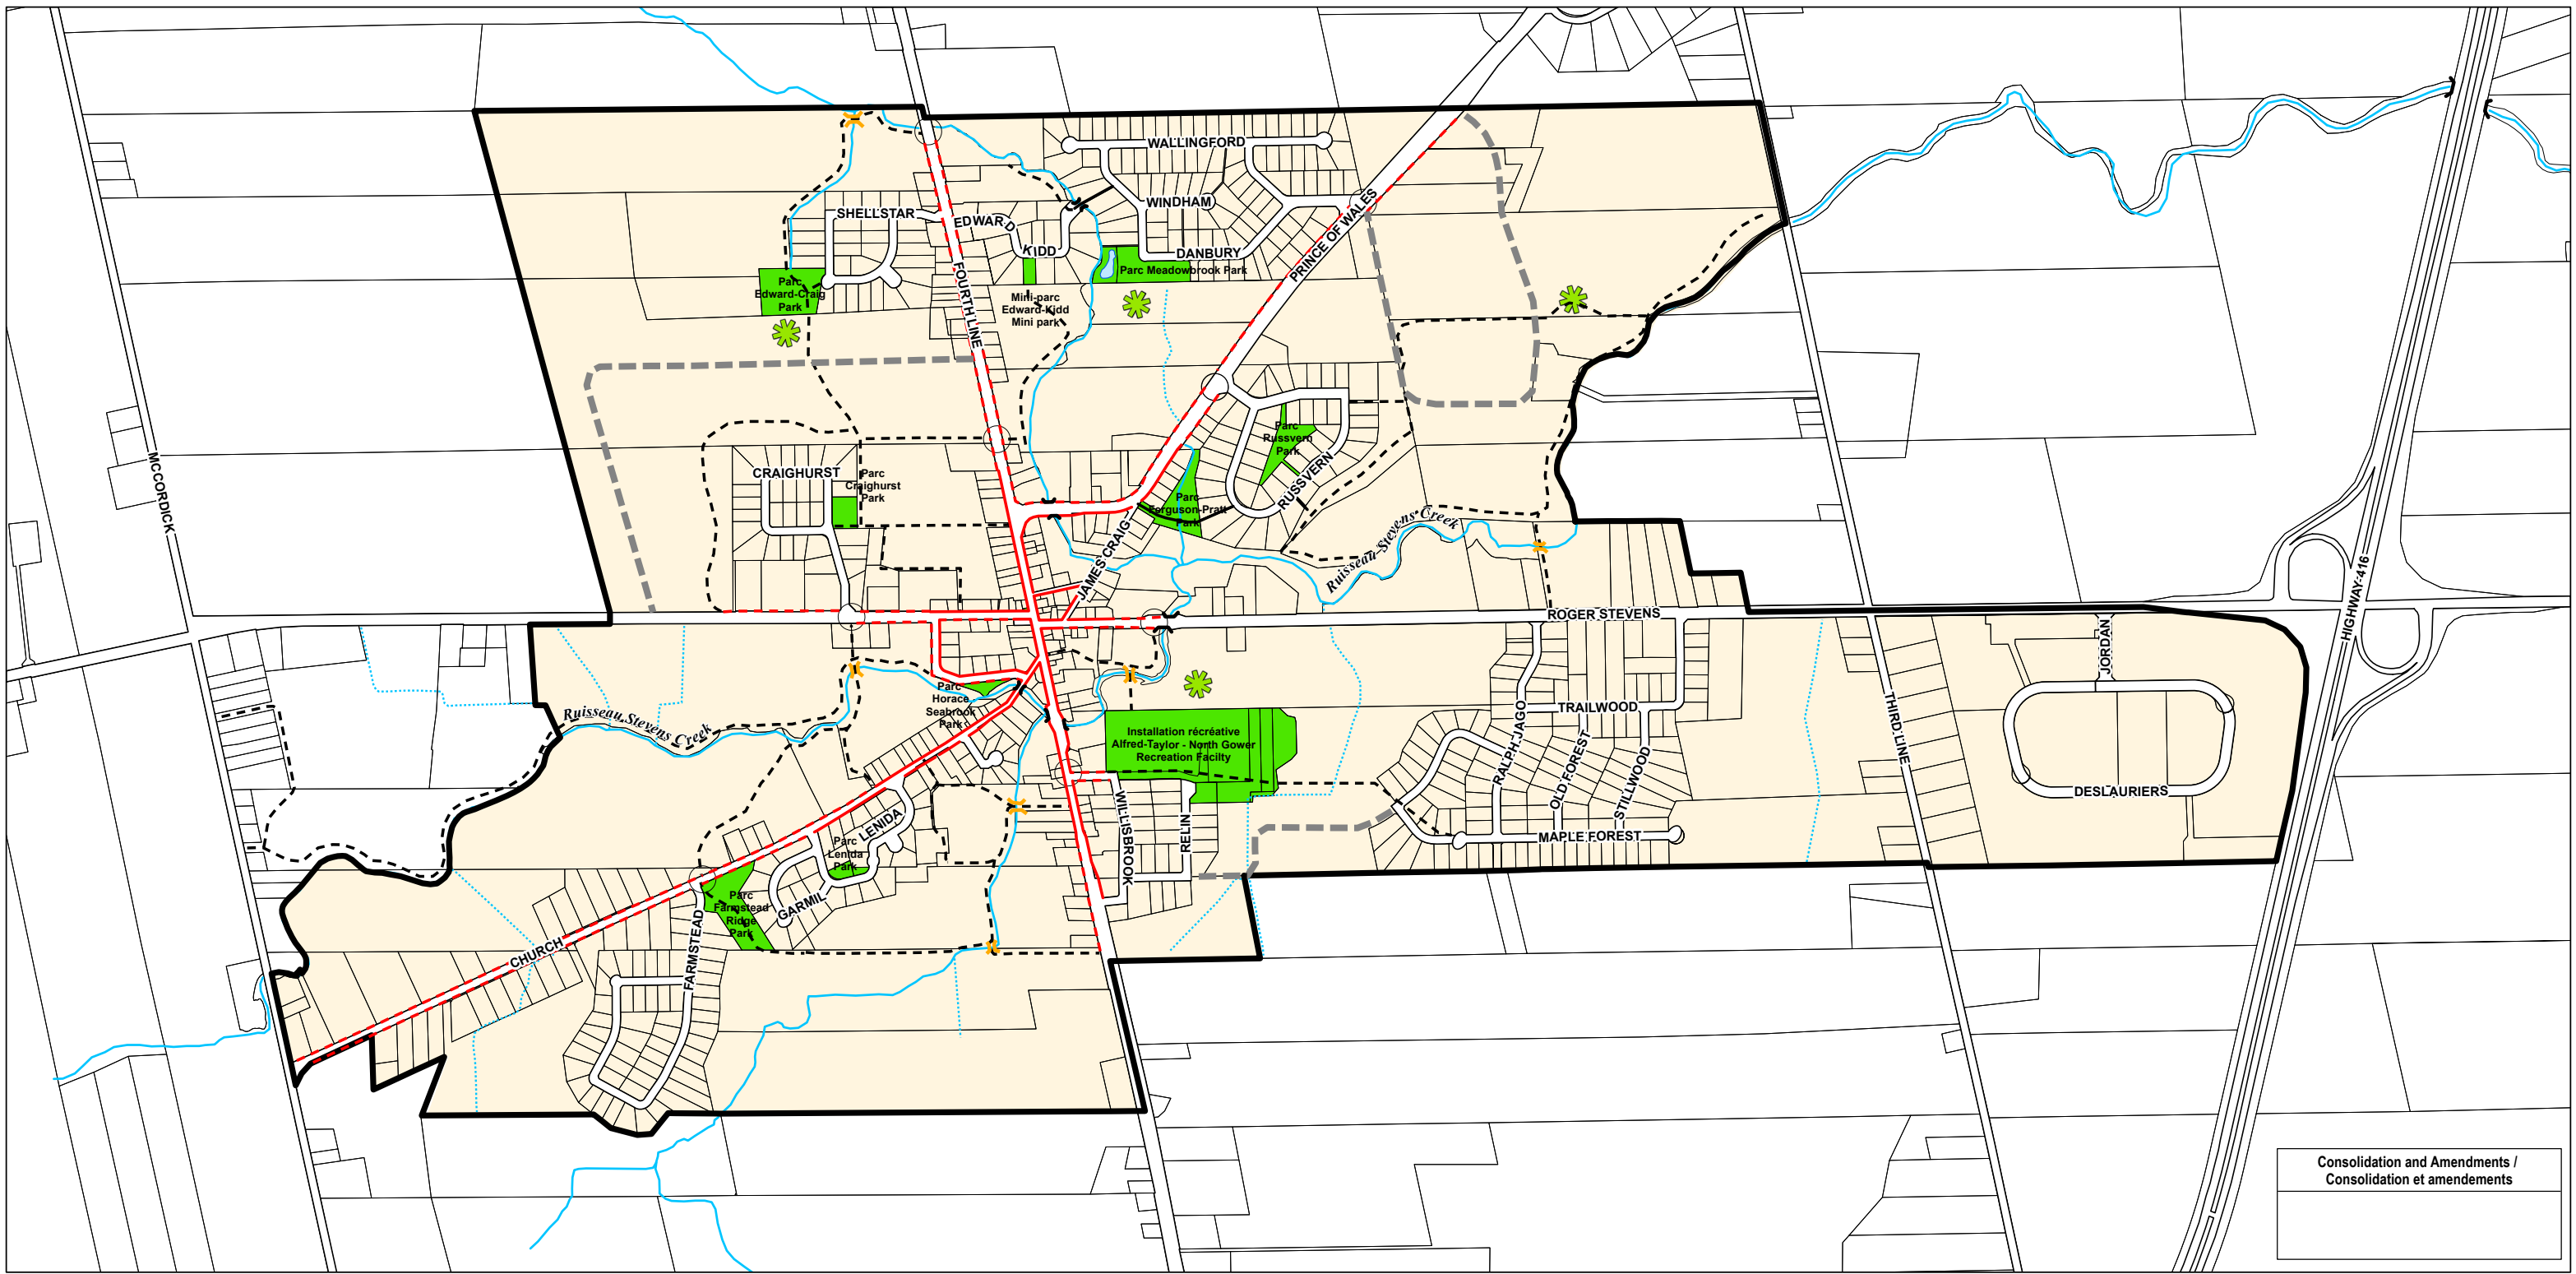 WALLINGFORD
WINDHAM
SHELLSTAR
EDWARD
KIDD
DANBURY
PRINCE OF WALES
Parc Meadowbrook Park
FOURTH LINE
Parc
Edward-Craig
Park
Mini-parc
Edward-Kidd
Mini park
MCCORDICK
CRAIGHURST
Parc
Craighurst
Park
Parc
Russvern
Park
RUSSVERN
Parc
Ferguson-Pratt
Park
JAMES CRAIG
Ruisseau Stevens Creek
HIGHWAY 416
ROGER STEVENS
JORDAN
Parc
Horace
Seabrook
Park
Ruisseau Stevens Creek
Installation récréative
Alfred-Taylor - North Gower
Recreation Facilty
RALPH JAGO
TRAILWOOD
OLD FOREST
STILLWOOD
THIRD LINE
DESLAURIERS
MAPLE FOREST
WILLISBROOK
RELIN
LENIDA
Parc
Lenida
Park
GARMIL
Parc
Farmstead
Ridge
Park
FARMSTEAD
CHURCH
Consolidation and Amendments /
Consolidation et amendements